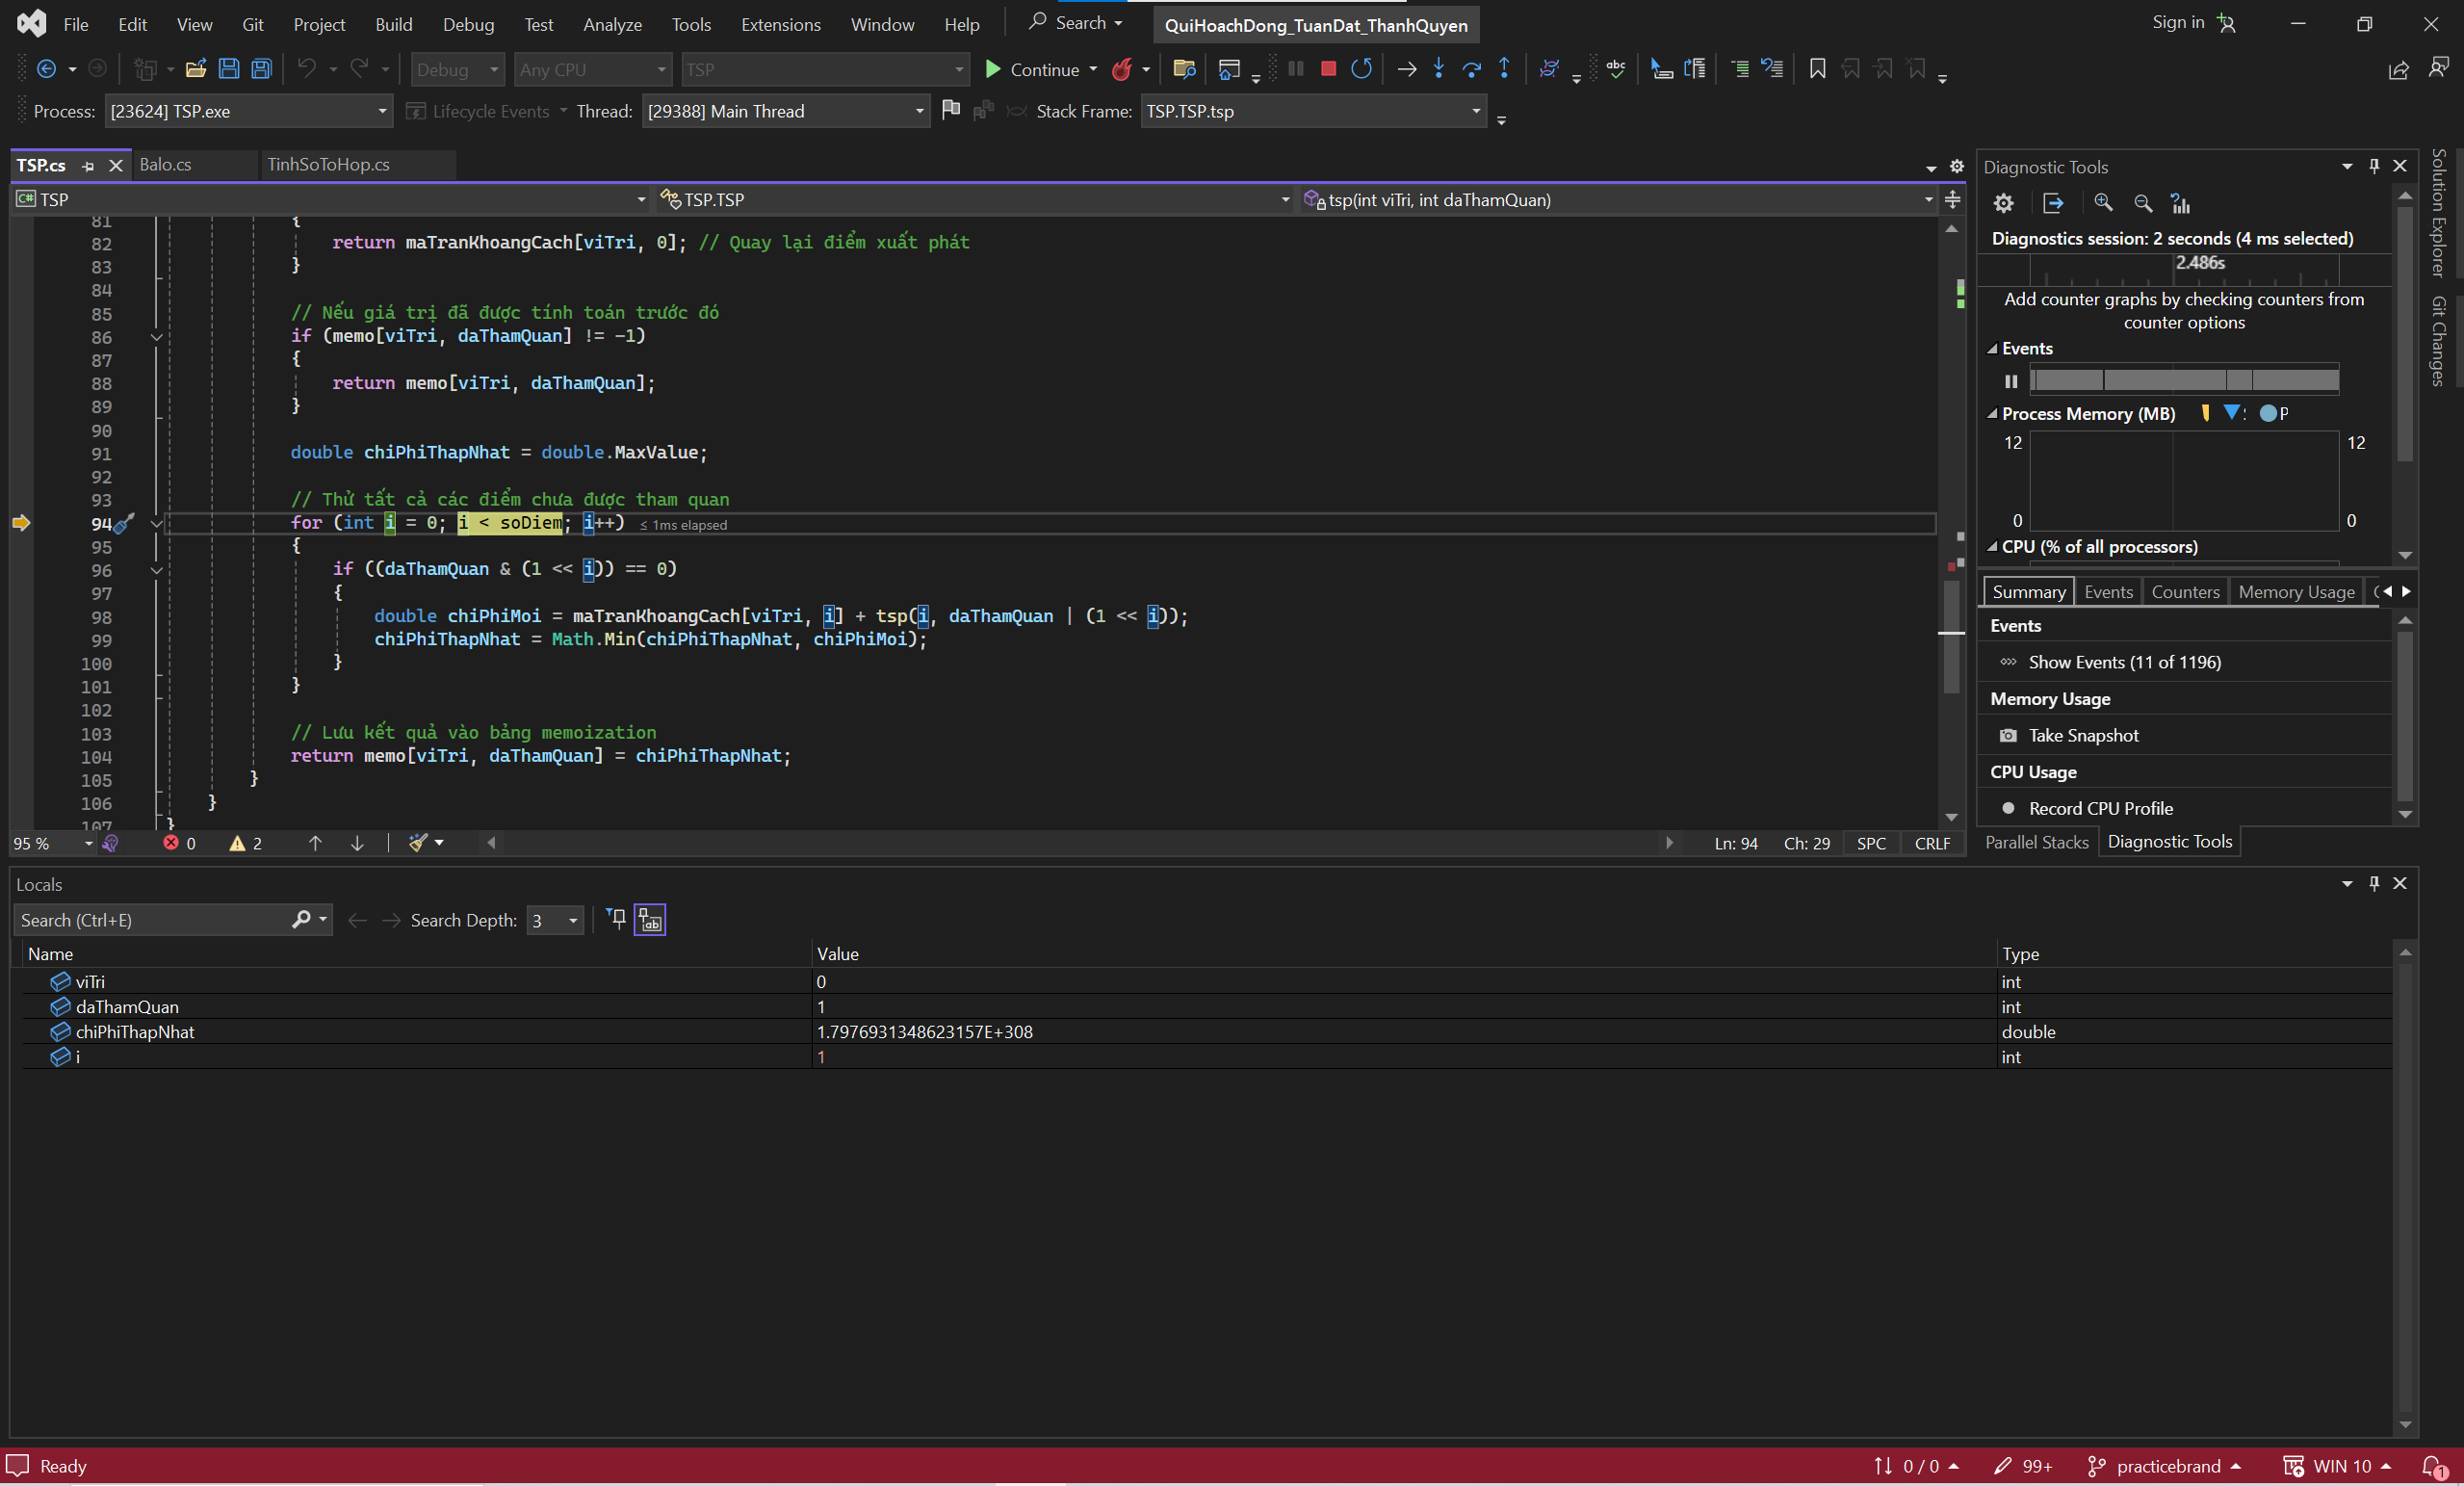 File Edit View Git Project Build Debug Test Analyze Tools Extensions Window Help Search QuiHoachDong_TuanDat_ThanhQuyen Sign in
Debug Any CPU TSP Continue
Process: [23624] TSP.exe Lifecycle Events Thread: [29388] Main Thread Stack Frame: TSP.TSP.tsp
TSP.cs Balo.cs TinhSoToHop.cs
C# TSP TSP.TSP tsp(int viTri, int daThamQuan)
81 {
82 return maTranKhoangCach[viTri, 0]; // Quay lại điểm xuất phát
83 }
84
85 // Nếu giá trị đã được tính toán trước đó
86 if (memo[viTri, daThamQuan] != -1)
87 {
88 return memo[viTri, daThamQuan];
89 }
90
91 double chiPhiThapNhat = double.MaxValue;
92
93 // Thử tất cả các điểm chưa được tham quan
94 for (int i = 0; i < soDiem; i++) ≤ 1ms elapsed
95 {
96 if ((daThamQuan & (1 << i)) == 0)
97 {
98 double chiPhiMoi = maTranKhoangCach[viTri, i] + tsp(i, daThamQuan | (1 << i));
99 chiPhiThapNhat = Math.Min(chiPhiThapNhat, chiPhiMoi);
100 }
101 }
102
103 // Lưu kết quả vào bảng memoization
104 return memo[viTri, daThamQuan] = chiPhiThapNhat;
105 }
106 }
107 }
95 % 0 2 Ln: 94 Ch: 29 SPC CRLF
Diagnostic Tools
Diagnostics session: 2 seconds (4 ms selected)
2.486s
Add counter graphs by checking counters from
counter options
Events
Process Memory (MB) P
12 12
0 0
CPU (% of all processors)
Summary Events Counters Memory Usage
Events
Show Events (11 of 1196)
Memory Usage
Take Snapshot
CPU Usage
Record CPU Profile
Parallel Stacks Diagnostic Tools
Solution Explorer
Git Changes
Locals
Search (Ctrl+E) Search Depth: 3
Name Value Type
viTri 0 int
daThamQuan 1 int
chiPhiThapNhat 1.7976931348623157E+308 double
i 1 int
Ready 0 / 0 99+ practicebrand WIN 10 1